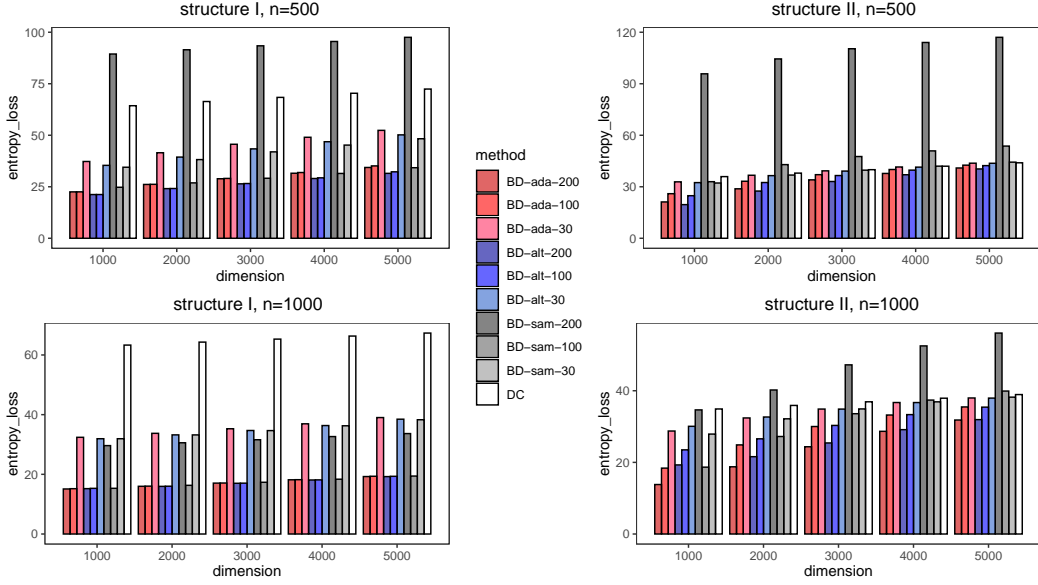 structure I, n=500
entropy_loss
100
75
50
25
0
1000 2000 3000 4000 5000
dimension
structure II, n=500
entropy_loss
120
90
60
30
0
1000 2000 3000 4000 5000
dimension
method
BD−ada−200
BD−ada−100
BD−ada−30
BD−alt−200
BD−alt−100
BD−alt−30
BD−sam−200
BD−sam−100
BD−sam−30
DC
structure I, n=1000
entropy_loss
60
40
20
0
1000 2000 3000 4000 5000
dimension
structure II, n=1000
entropy_loss
40
20
0
1000 2000 3000 4000 5000
dimension